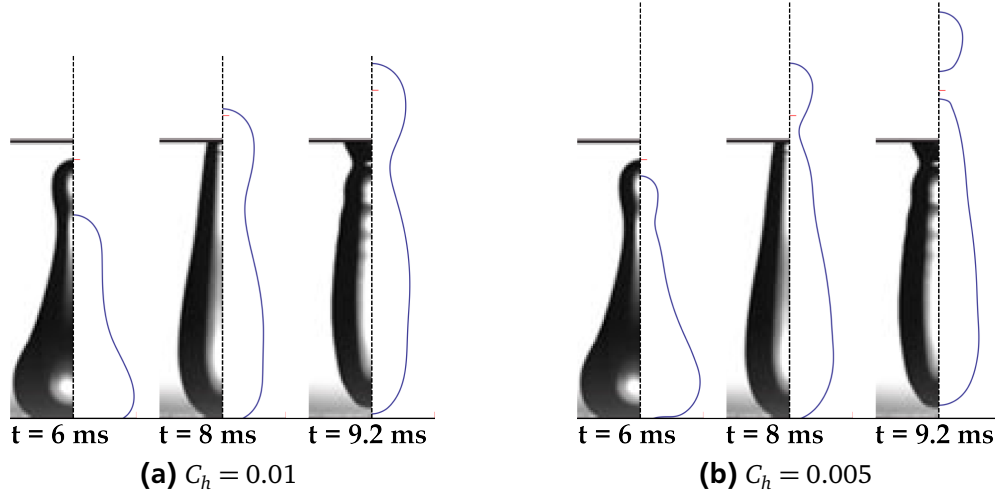 t = 6 ms t = 8 ms t = 9.2 ms t = 6 ms t = 8 ms t = 9.2 ms
(a) C_h = 0.01 (b) C_h = 0.005